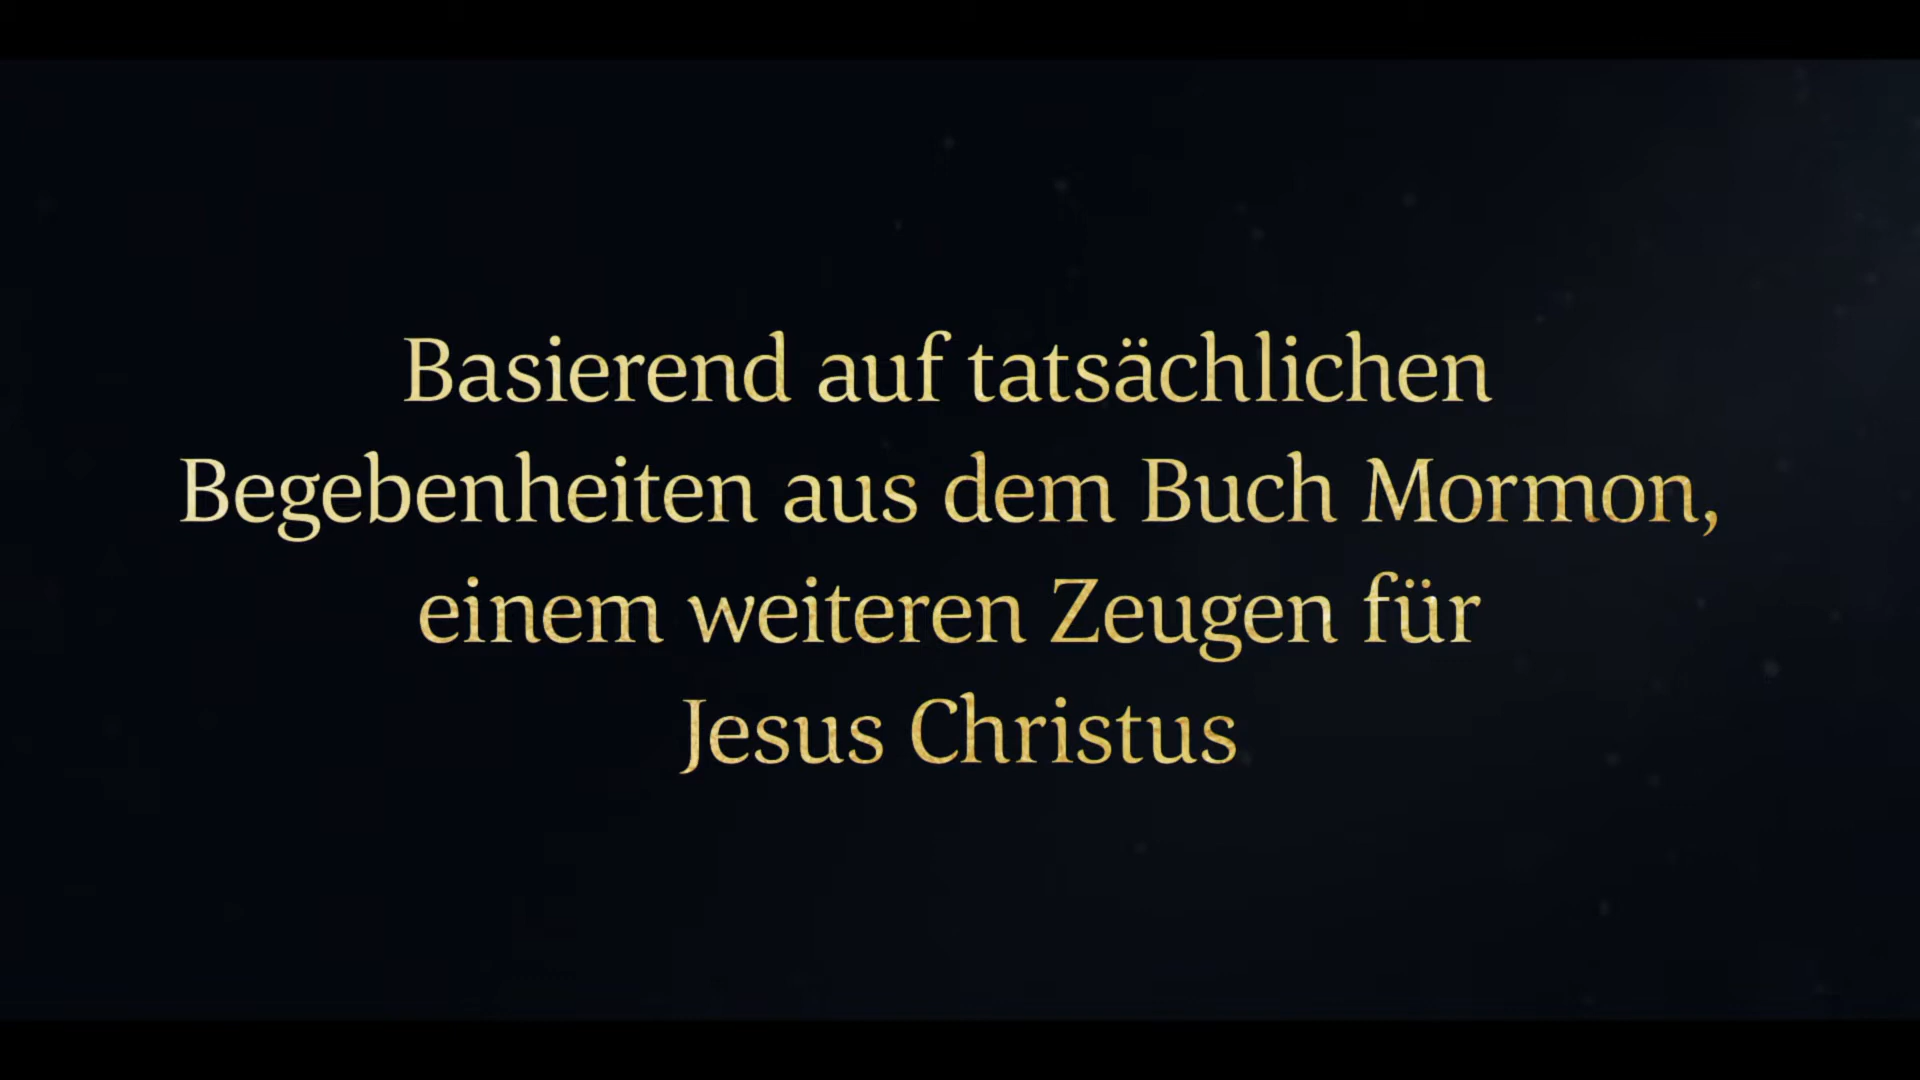 Basierend auf tatsächlichen
Begebenheiten aus dem Buch Mormon,
einem weiteren Zeugen für
Jesus Christus